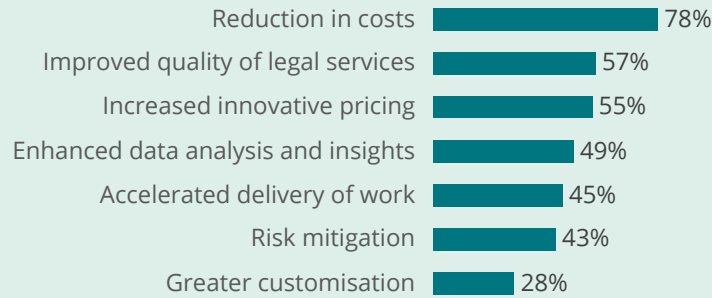 Reduction in costs 78%
Improved quality of legal services 57%
Increased innovative pricing 55%
Enhanced data analysis and insights 49%
Accelerated delivery of work 45%
Risk mitigation 43%
Greater customisation 28%